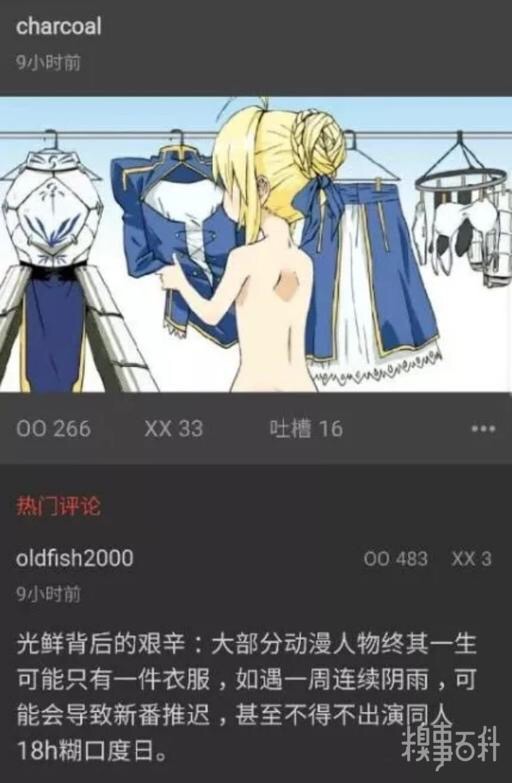 charcoal
9小时前
OO 266 XX 33 吐槽 16
热门评论
oldfish2000 OO 483 XX 3
9小时前
光鲜背后的艰辛：大部分动漫人物终其一生
可能只有一件衣服，如遇一周连续阴雨，可
能会导致新番推迟，甚至不得不出演同人
18h糊口度日。
糗事百科